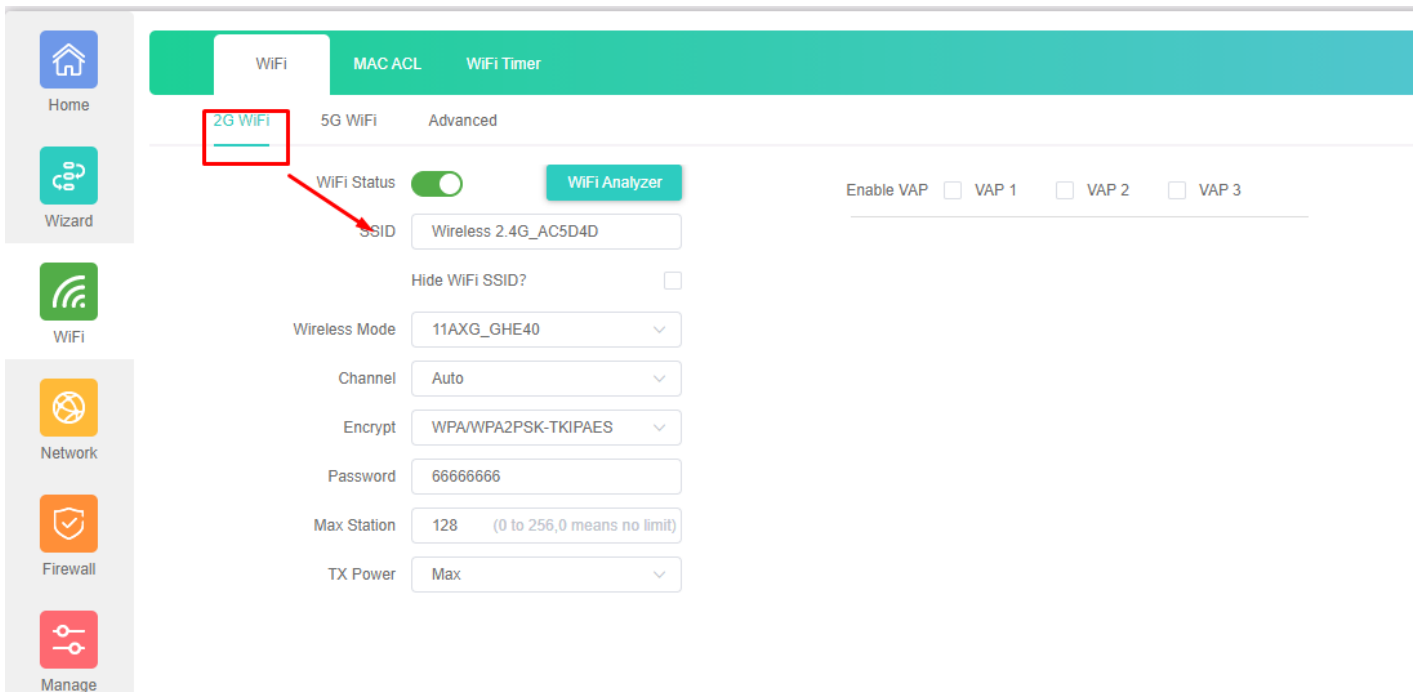 Home
Wizard
WiFi
Network
Firewall
Manage
WiFi MAC ACL WiFi Timer
2G WiFi 5G WiFi Advanced
WiFi Status WiFi Analyzer
SSID Wireless 2.4G_AC5D4D
Hide WiFi SSID?
Wireless Mode 11AXG_GHE40
Channel Auto
Encrypt WPA/WPA2PSK-TKIPAES
Password 66666666
Max Station 128 (0 to 256,0 means no limit)
TX Power Max
Enable VAP VAP 1 VAP 2 VAP 3